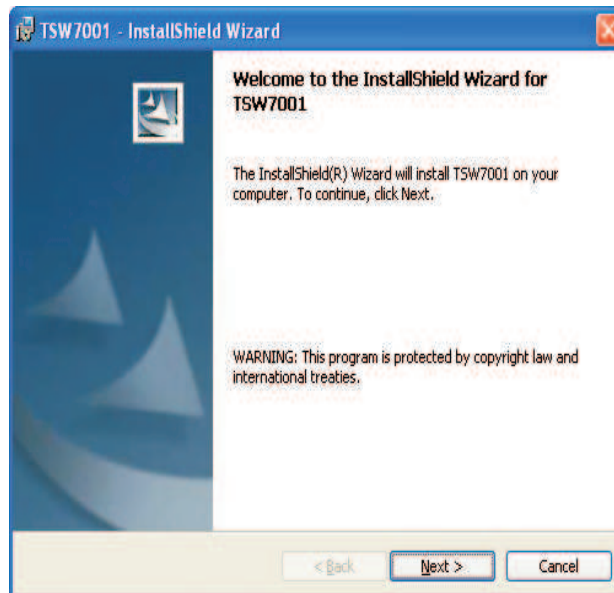 TSW7001 - InstallShield Wizard
Welcome to the InstallShield Wizard for
TSW7001
The InstallShield(R) Wizard will install TSW7001 on your
computer. To continue, click Next.
WARNING: This program is protected by copyright law and
international treaties.
< Back
Next >
Cancel